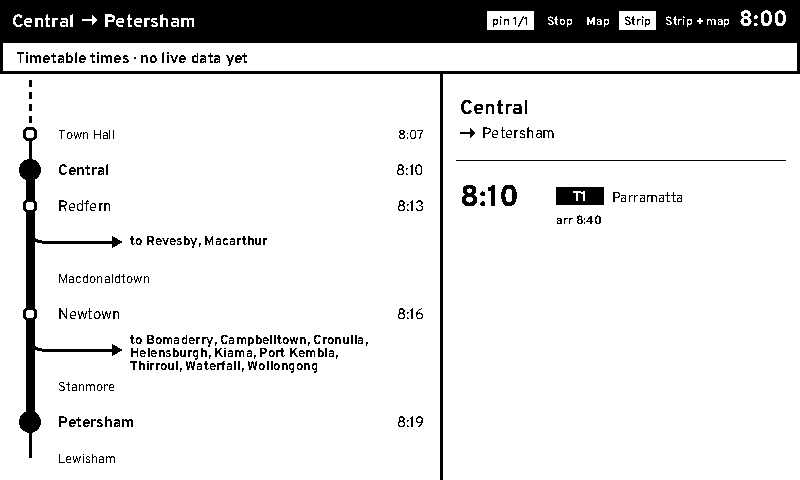 Central → Petersham
pin 1/1 Stop Map Strip Strip + map 8:00
Timetable times · no live data yet
Town Hall 8:07
Central 8:10
Redfern 8:13
to Revesby, Macarthur
Macdonaldtown
Newtown 8:16
to Bomaderry, Campbelltown, Cronulla,
Helensburgh, Kiama, Port Kembla,
Thirroul, Waterfall, Wollongong
Stanmore
Petersham 8:19
Lewisham
Central
→ Petersham
8:10 T1 Parramatta
arr 8:40